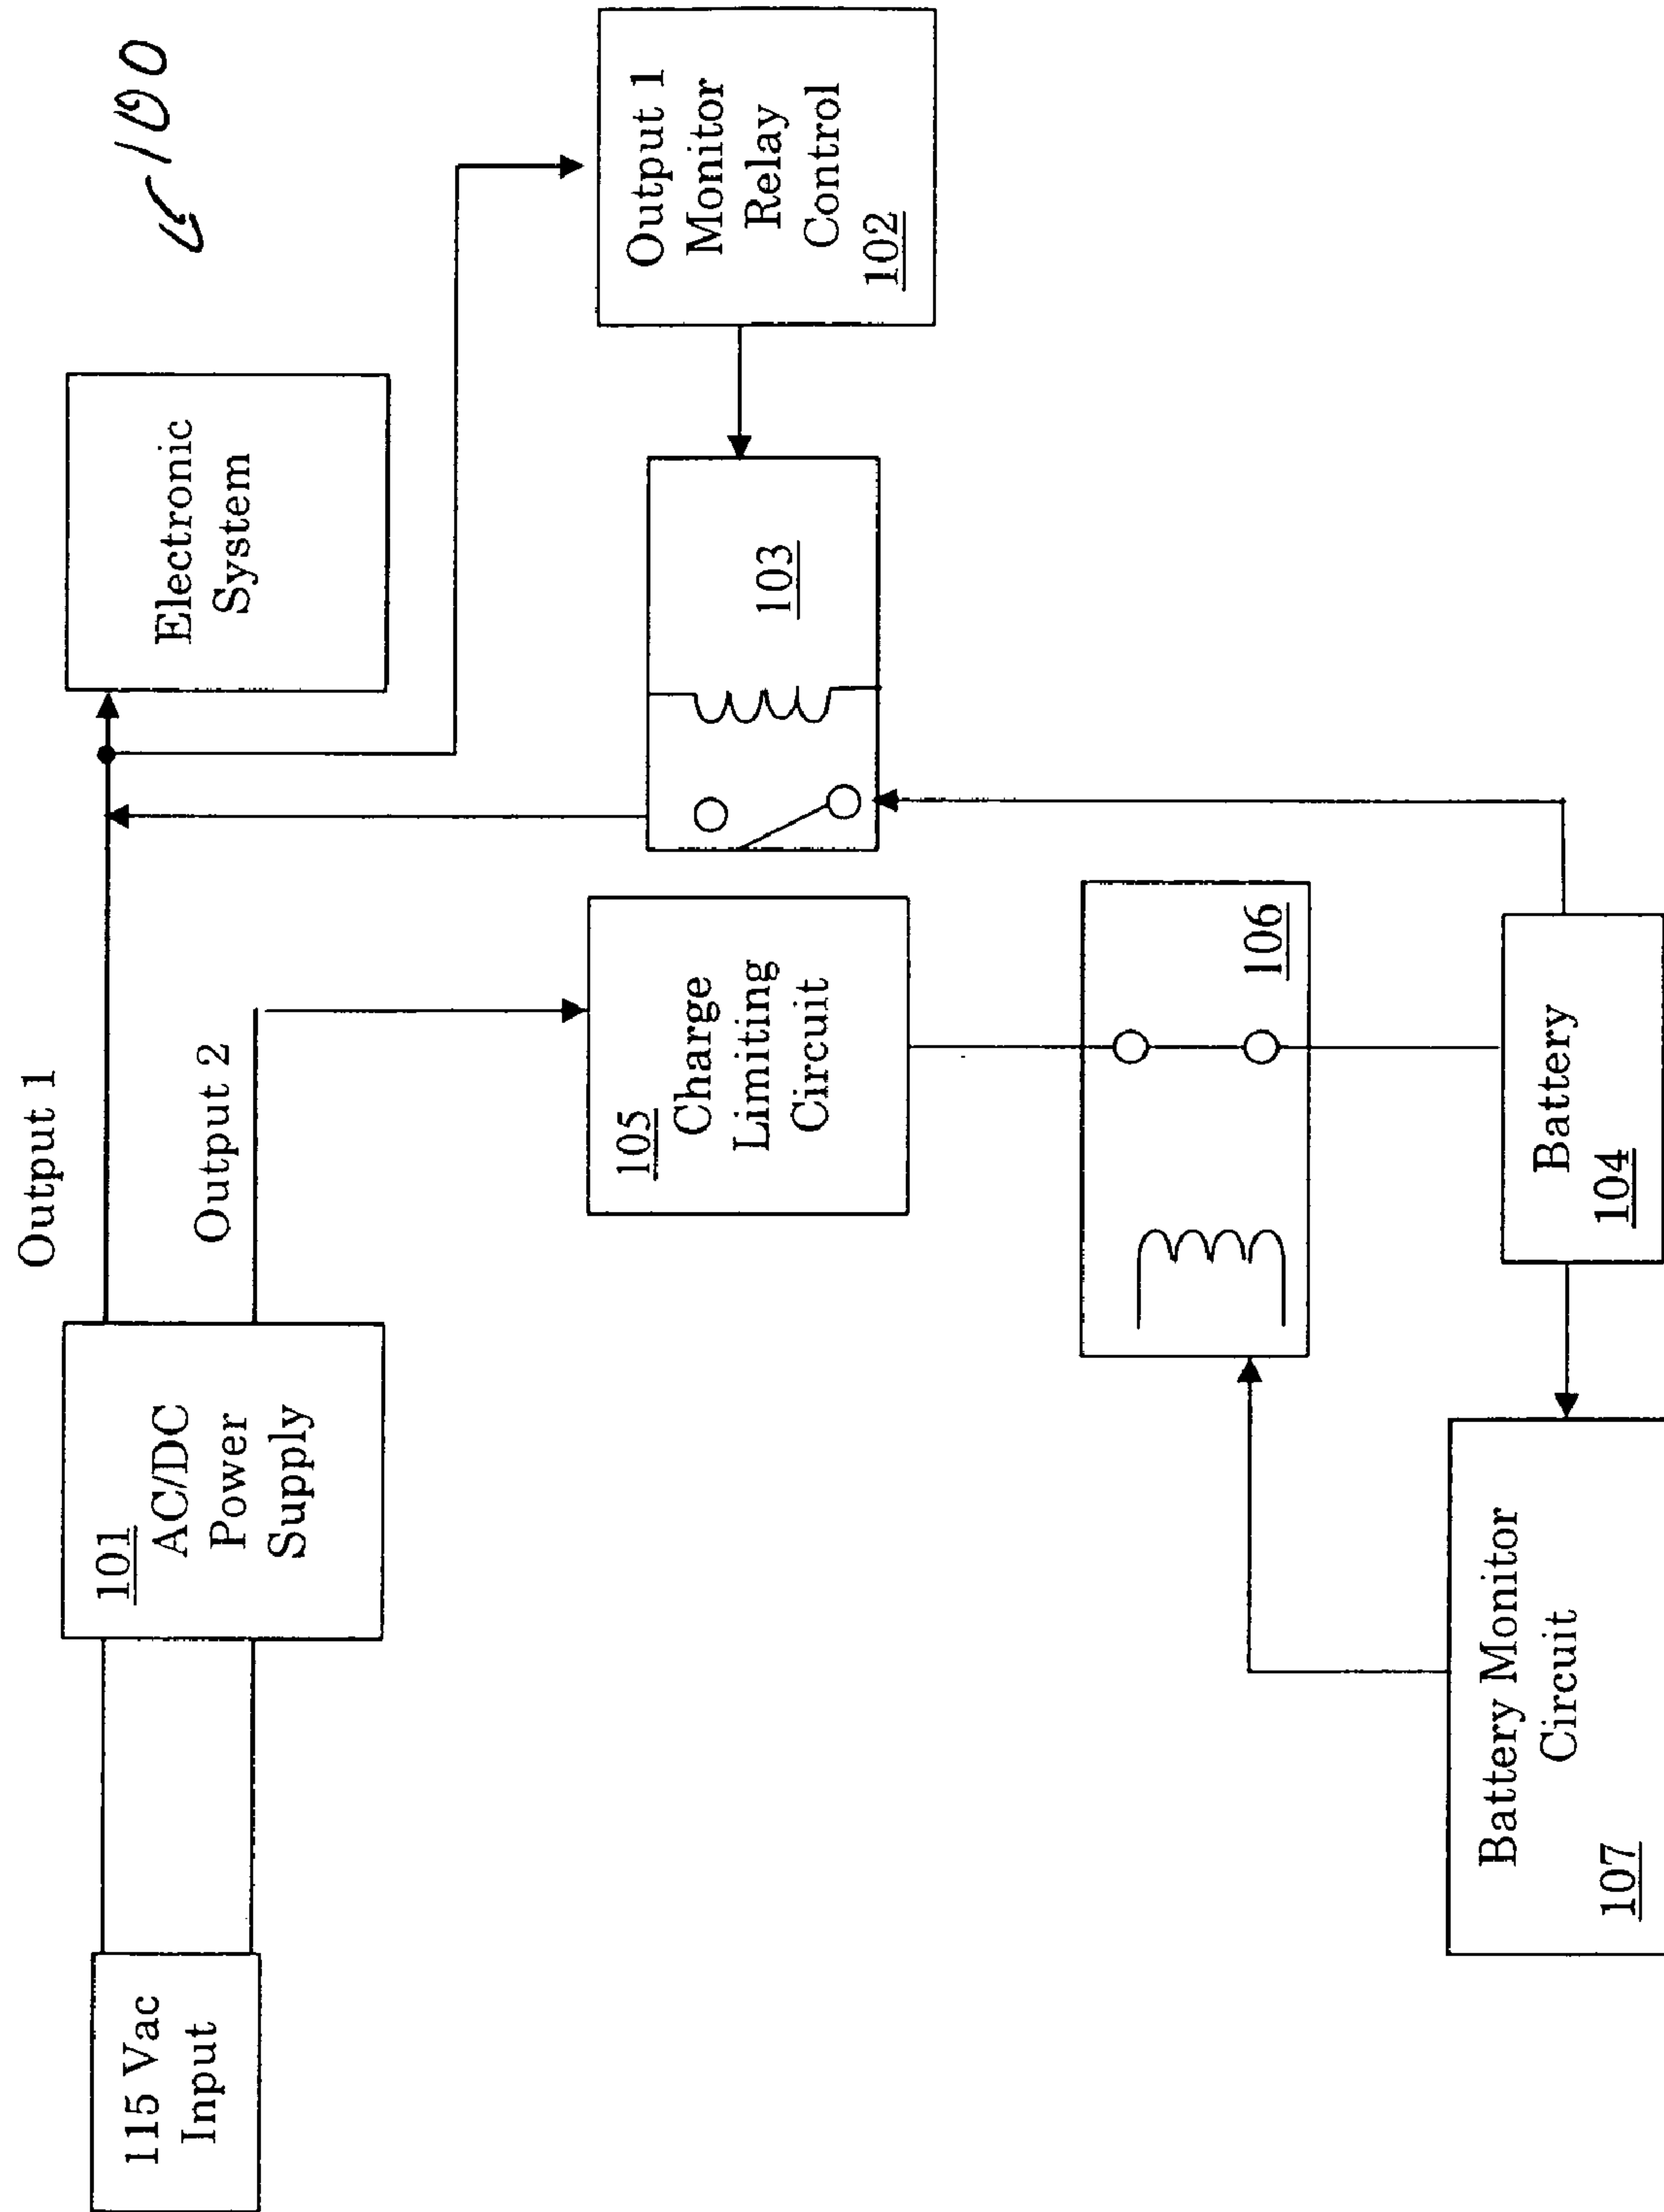 100
Output 1
Output 2
115 Vac
Input
101
AC/DC
Power
Supply
Electronic
System
105
Charge
Limiting
Circuit
103
Output 1
Monitor
Relay
Control
102
106
Battery Monitor
Circuit
107
Battery
104